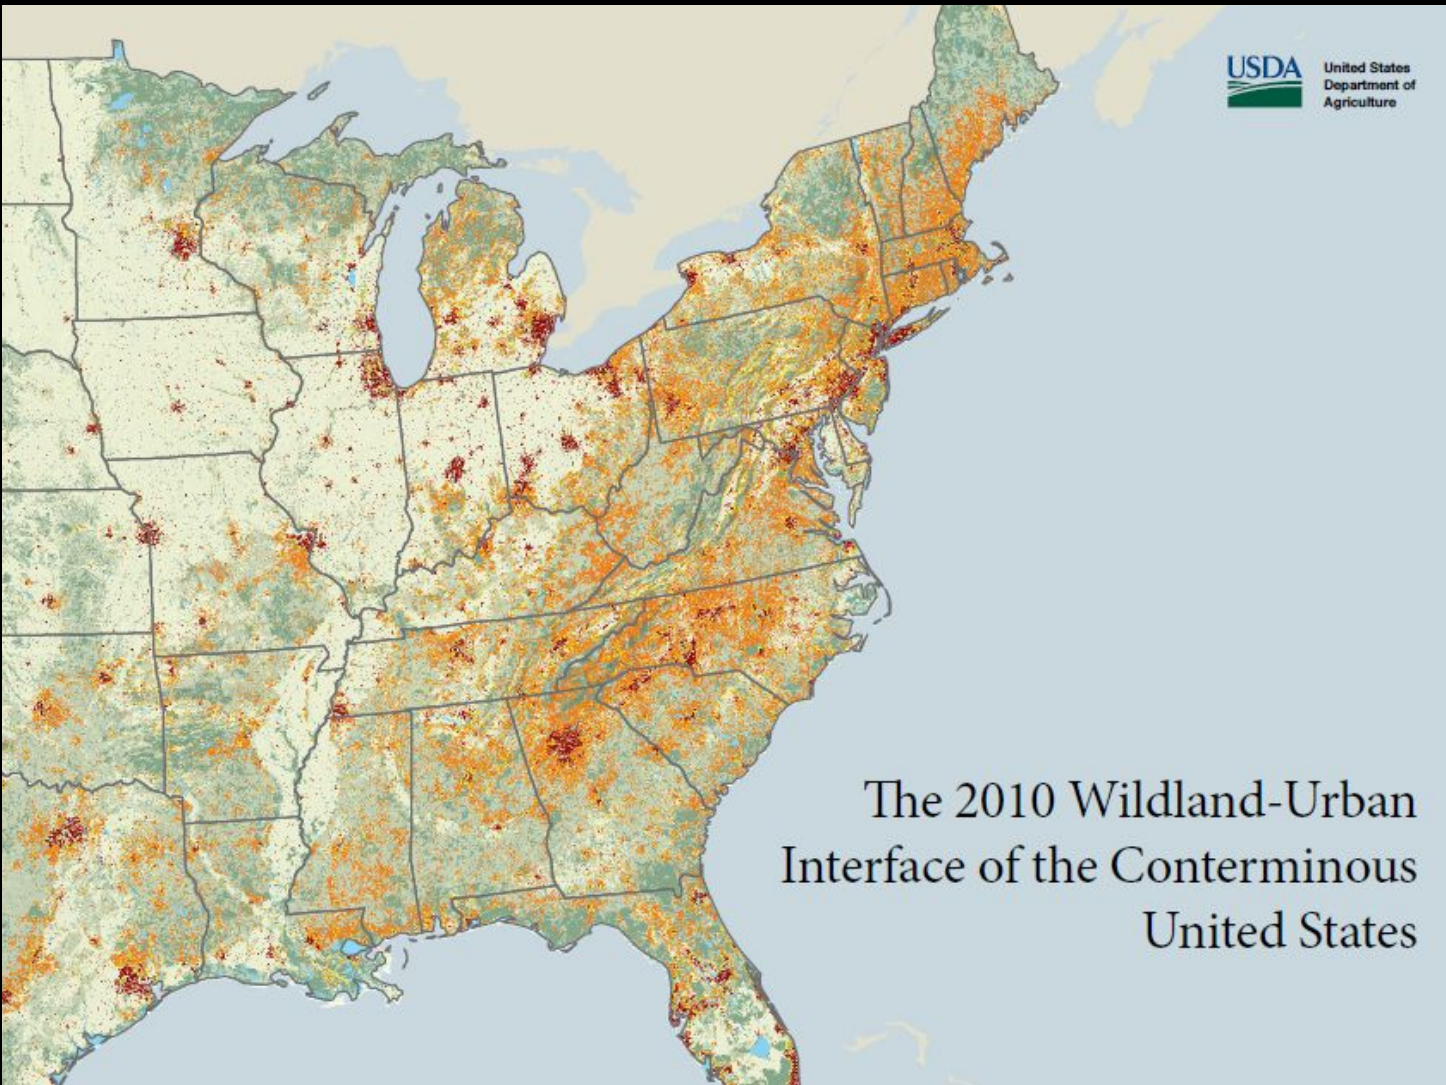 USDA
United States
Department of
Agriculture
The 2010 Wildland-Urban
Interface of the Conterminous
United States